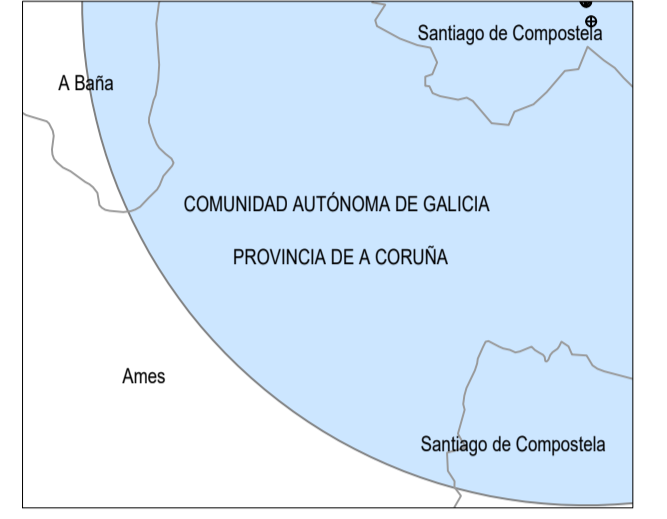 Santiago de Compostela
A Baña
COMUNIDAD AUTÓNOMA DE GALICIA
PROVINCIA DE A CORUÑA
Ames
Santiago de Compostela